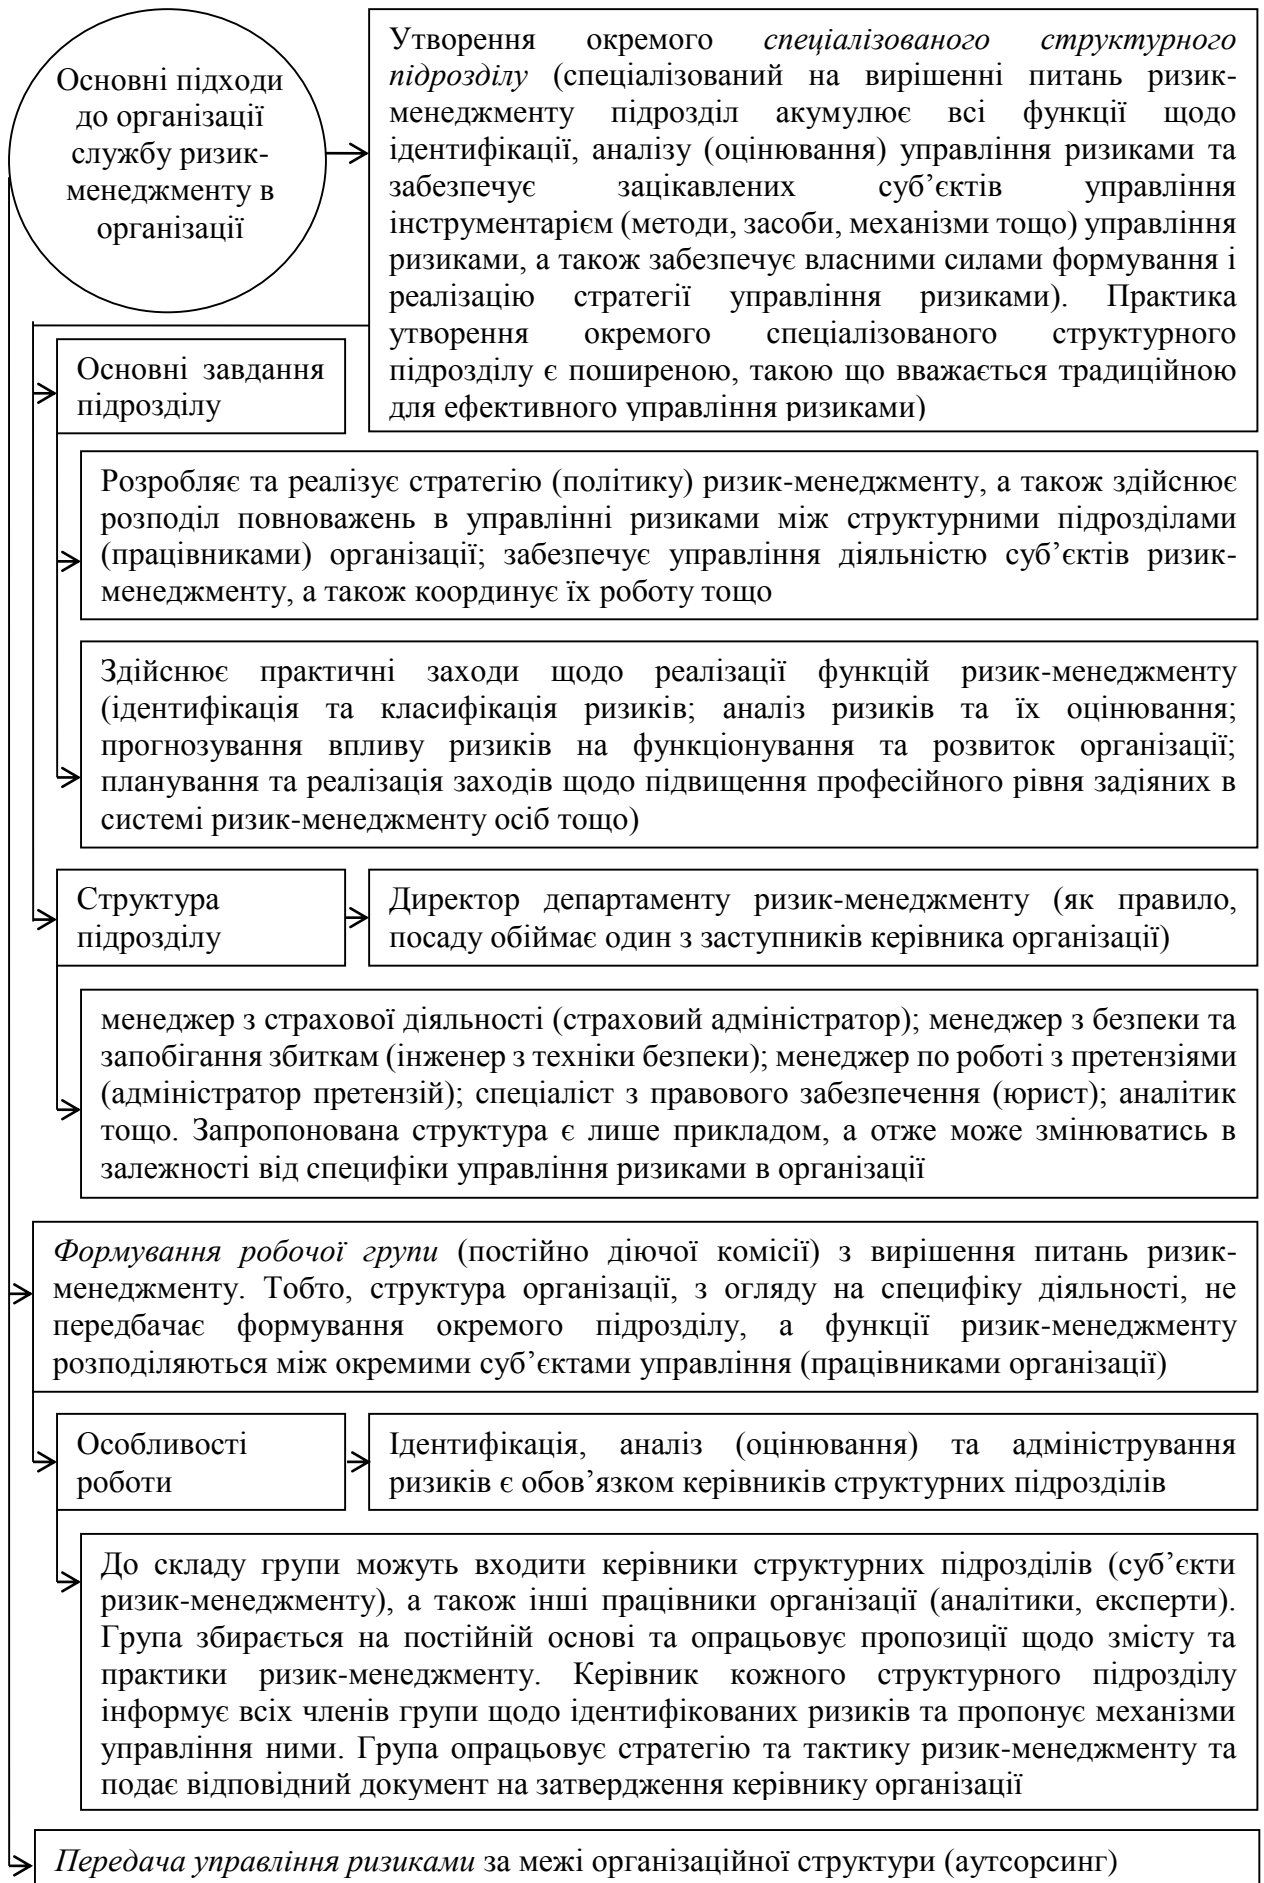 Основні підходи
до організації
службу ризик-
менеджменту в
організації
Утворення окремого спеціалізованого структурного
підрозділу (спеціалізований на вирішенні питань ризик-
менеджменту підрозділ акумулює всі функції щодо
ідентифікації, аналізу (оцінювання) управління ризиками та
забезпечує зацікавлених суб’єктів управління
інструментарієм (методи, засоби, механізми тощо) управління
ризиками, а також забезпечує власними силами формування і
реалізацію стратегії управління ризиками). Практика
утворення окремого спеціалізованого структурного
підрозділу є поширеною, такою що вважається традиційною
для ефективного управління ризиками)
Основні завдання
підрозділу
Розробляє та реалізує стратегію (політику) ризик-менеджменту, а також здійснює
розподіл повноважень в управлінні ризиками між структурними підрозділами
(працівниками) організації; забезпечує управління діяльністю суб’єктів ризик-
менеджменту, а також координує їх роботу тощо
Здійснює практичні заходи щодо реалізації функцій ризик-менеджменту
(ідентифікація та класифікація ризиків; аналіз ризиків та їх оцінювання;
прогнозування впливу ризиків на функціонування та розвиток організації;
планування та реалізація заходів щодо підвищення професійного рівня задіяних в
системі ризик-менеджменту осіб тощо)
Структура
підрозділу
Директор департаменту ризик-менеджменту (як правило,
посаду обіймає один з заступників керівника організації)
менеджер з страхової діяльності (страховий адміністратор); менеджер з безпеки та
запобігання збиткам (інженер з техніки безпеки); менеджер по роботі з претензіями
(адміністратор претензій); спеціаліст з правового забезпечення (юрист); аналітик
тощо. Запропонована структура є лише прикладом, а отже може змінюватись в
залежності від специфіки управління ризиками в організації
Формування робочої групи (постійно діючої комісії) з вирішення питань ризик-
менеджменту. Тобто, структура організації, з огляду на специфіку діяльності, не
передбачає формування окремого підрозділу, а функції ризик-менеджменту
розподіляються між окремими суб’єктами управління (працівниками організації)
Особливості
роботи
Ідентифікація, аналіз (оцінювання) та адміністрування
ризиків є обов’язком керівників структурних підрозділів
До складу групи можуть входити керівники структурних підрозділів (суб’єкти
ризик-менеджменту), а також інші працівники організації (аналітики, експерти).
Група збирається на постійній основі та опрацьовує пропозиції щодо змісту та
практики ризик-менеджменту. Керівник кожного структурного підрозділу
інформує всіх членів групи щодо ідентифікованих ризиків та пропонує механізми
управління ними. Група опрацьовує стратегію та тактику ризик-менеджменту та
подає відповідний документ на затвердження керівнику організації
Передача управління ризиками за межі організаційної структури (аутсорсинг)